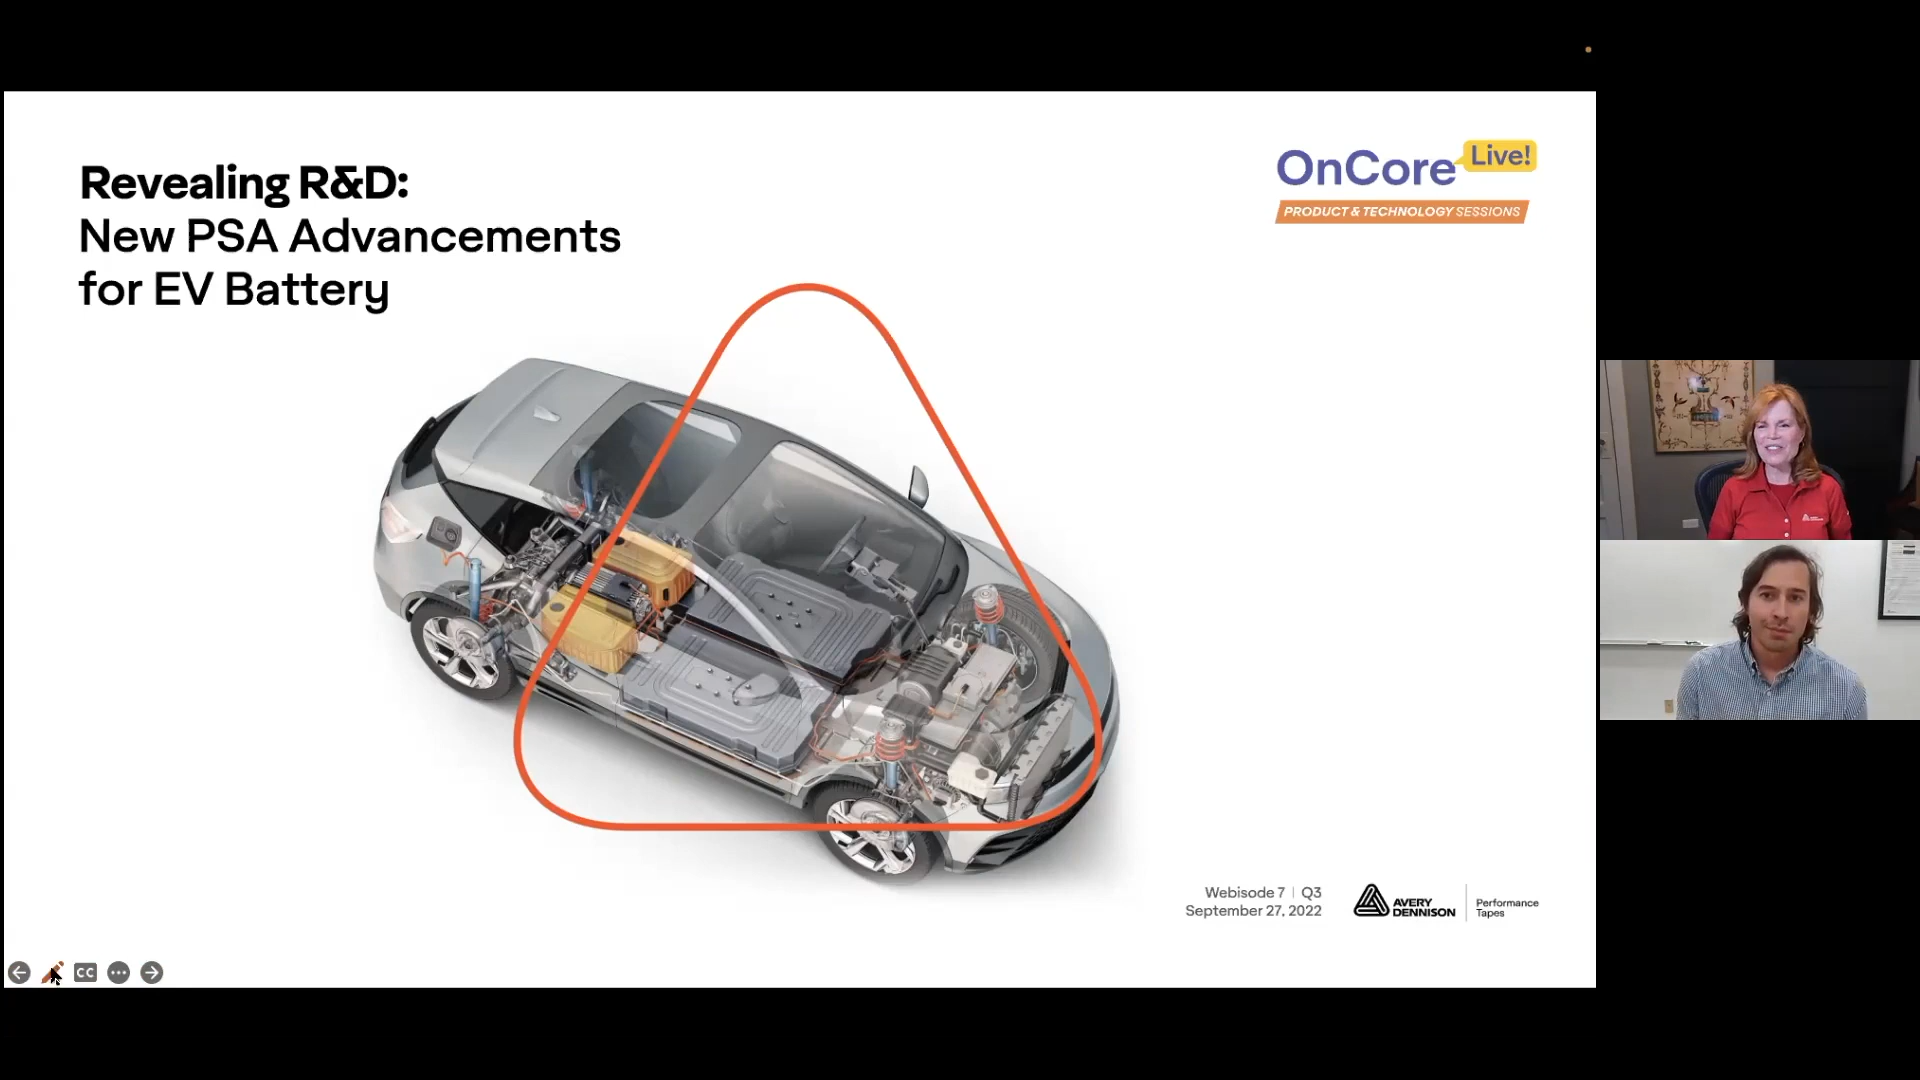 Revealing R&D:
New PSA Advancements
for EV Battery
OnCore Live!
PRODUCT & TECHNOLOGY SESSIONS
Webisode 7 | Q3
September 27, 2022
AVERY
DENNISON
Performance
Tapes
CC